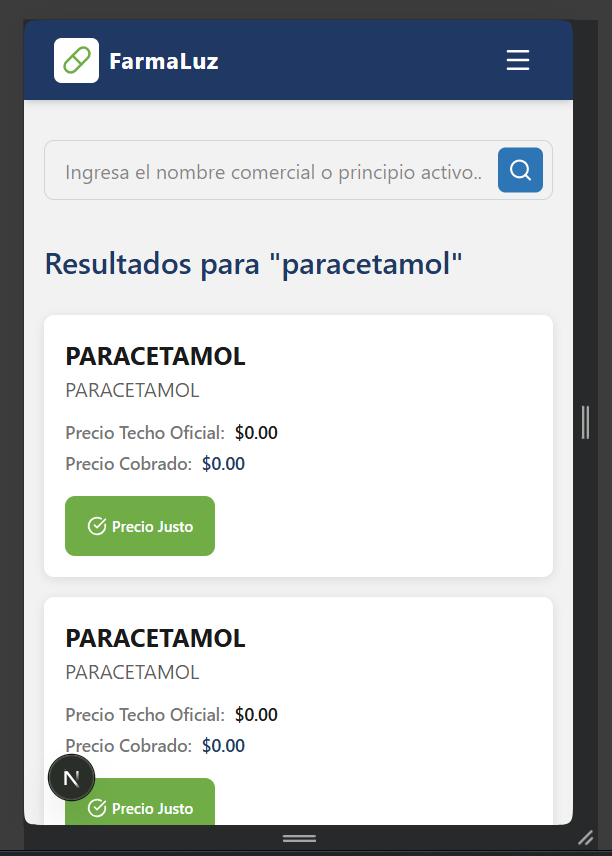 FarmaLuz
Ingresa el nombre comercial o principio activo..
Resultados para "paracetamol"
PARACETAMOL
PARACETAMOL
Precio Techo Oficial: $0.00
Precio Cobrado: $0.00
Precio Justo
PARACETAMOL
PARACETAMOL
Precio Techo Oficial: $0.00
Precio Cobrado: $0.00
N
Precio Justo